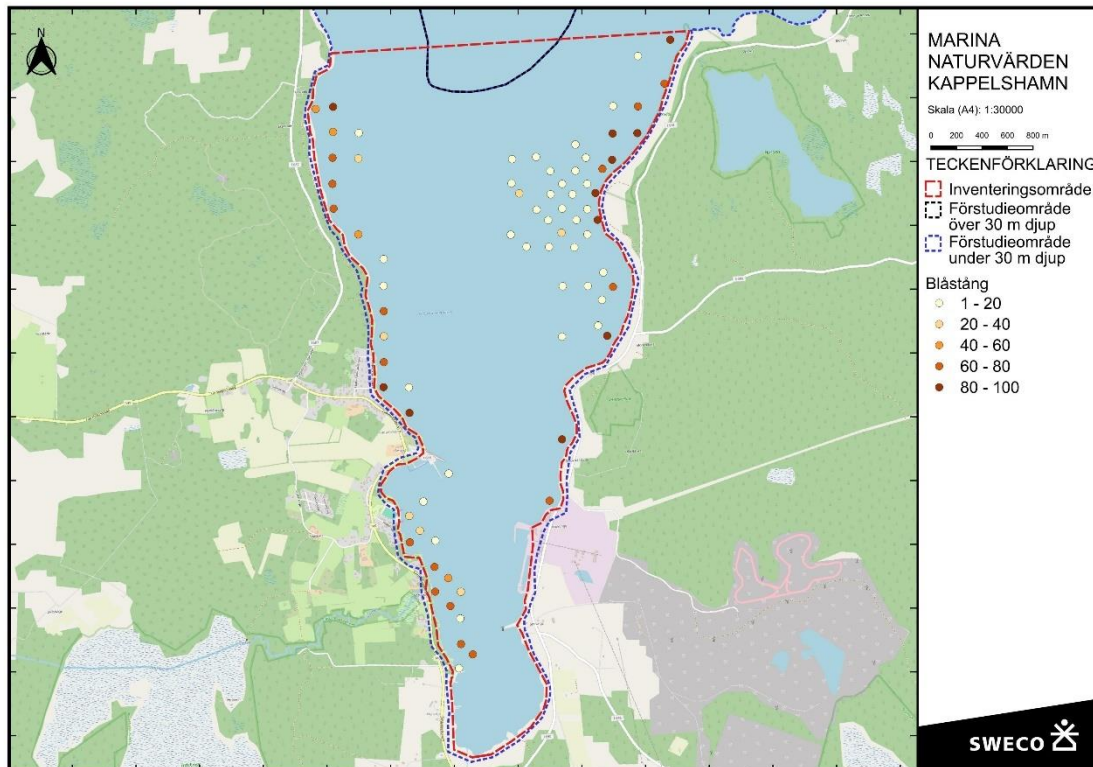 N
MARINA
NATURVÄRDEN
KAPPELSHAMN
Skala (A4): 1:30000
0 200 400 600 800 m
TECKENFÖRKLARING
Inventeringsområde
Förstudieområde
över 30 m djup
Förstudieområde
under 30 m djup
Blåstång
1 - 20
20 - 40
40 - 60
60 - 80
80 - 100
SWECO